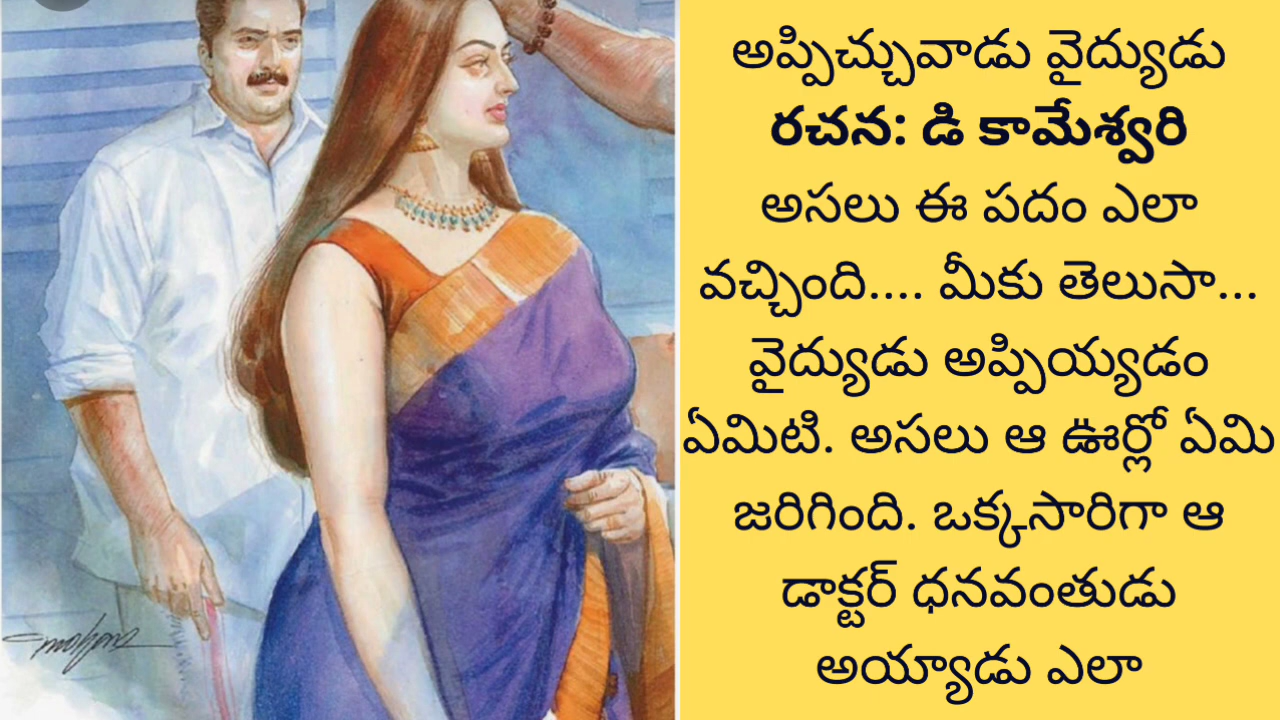 అప్పిచ్చువాడు వైద్యుడు
రచన: డి కామేశ్వరి
అసలు ఈ పదం ఎలా
వచ్చింది.... మీకు తెలుసా...
వైద్యుడు అప్పియ్యడం
ఏమిటి. అసలు ఆ ఊర్లో ఏమి
జరిగింది. ఒక్కసారిగా ఆ
డాక్టర్ ధనవంతుడు
అయ్యాడు ఎలా